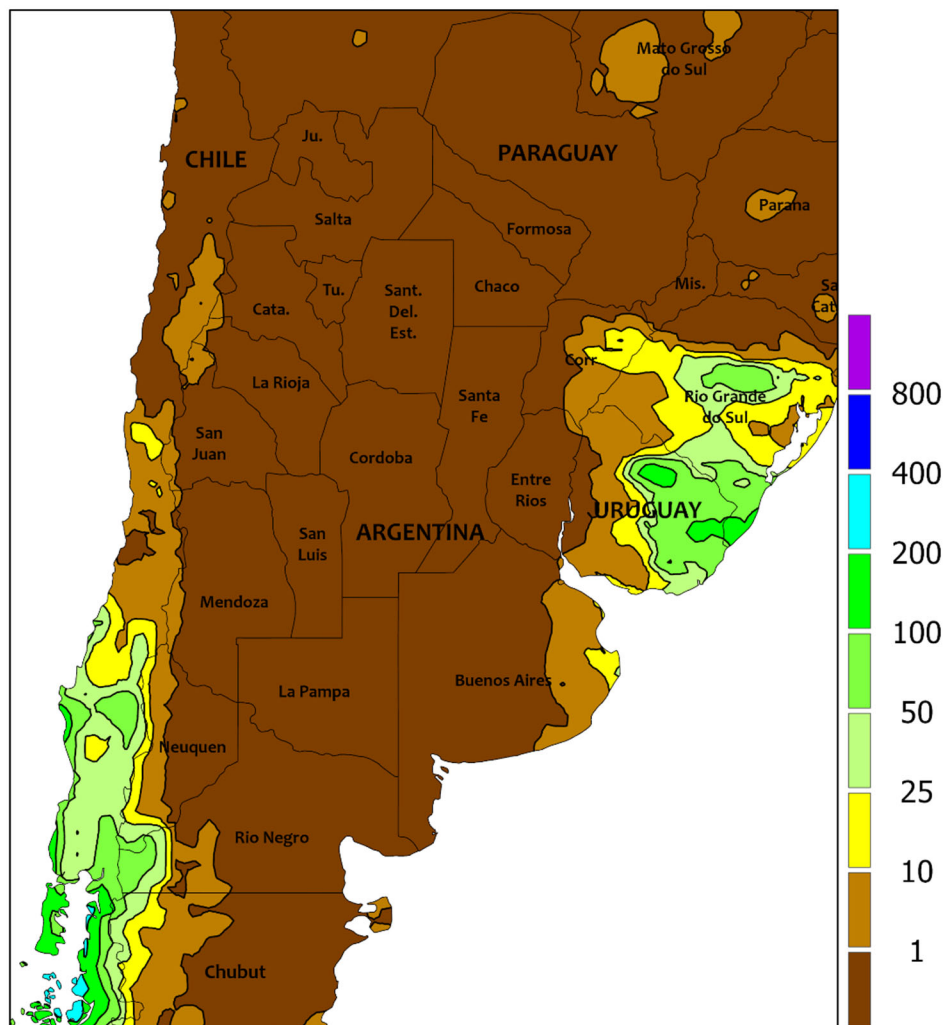 Mato Grosso
do Sul
Ju.
CHILE
PARAGUAY
Parana
Salta
Formosa
Mis.
Sa
Cat
Chaco
Tu.
Sant.
Del.
Est.
Cata.
Corr
La Rioja
Santa
Fe
Rio Grande
do Sul
800
San
Juan
Cordoba
400
Entre
Rios
URUGUAY
ARGENTINA
San
Luis
200
Mendoza
100
La Pampa
Buenos Aires
50
Neuquen
25
Rio Negro
10
Chubut
1